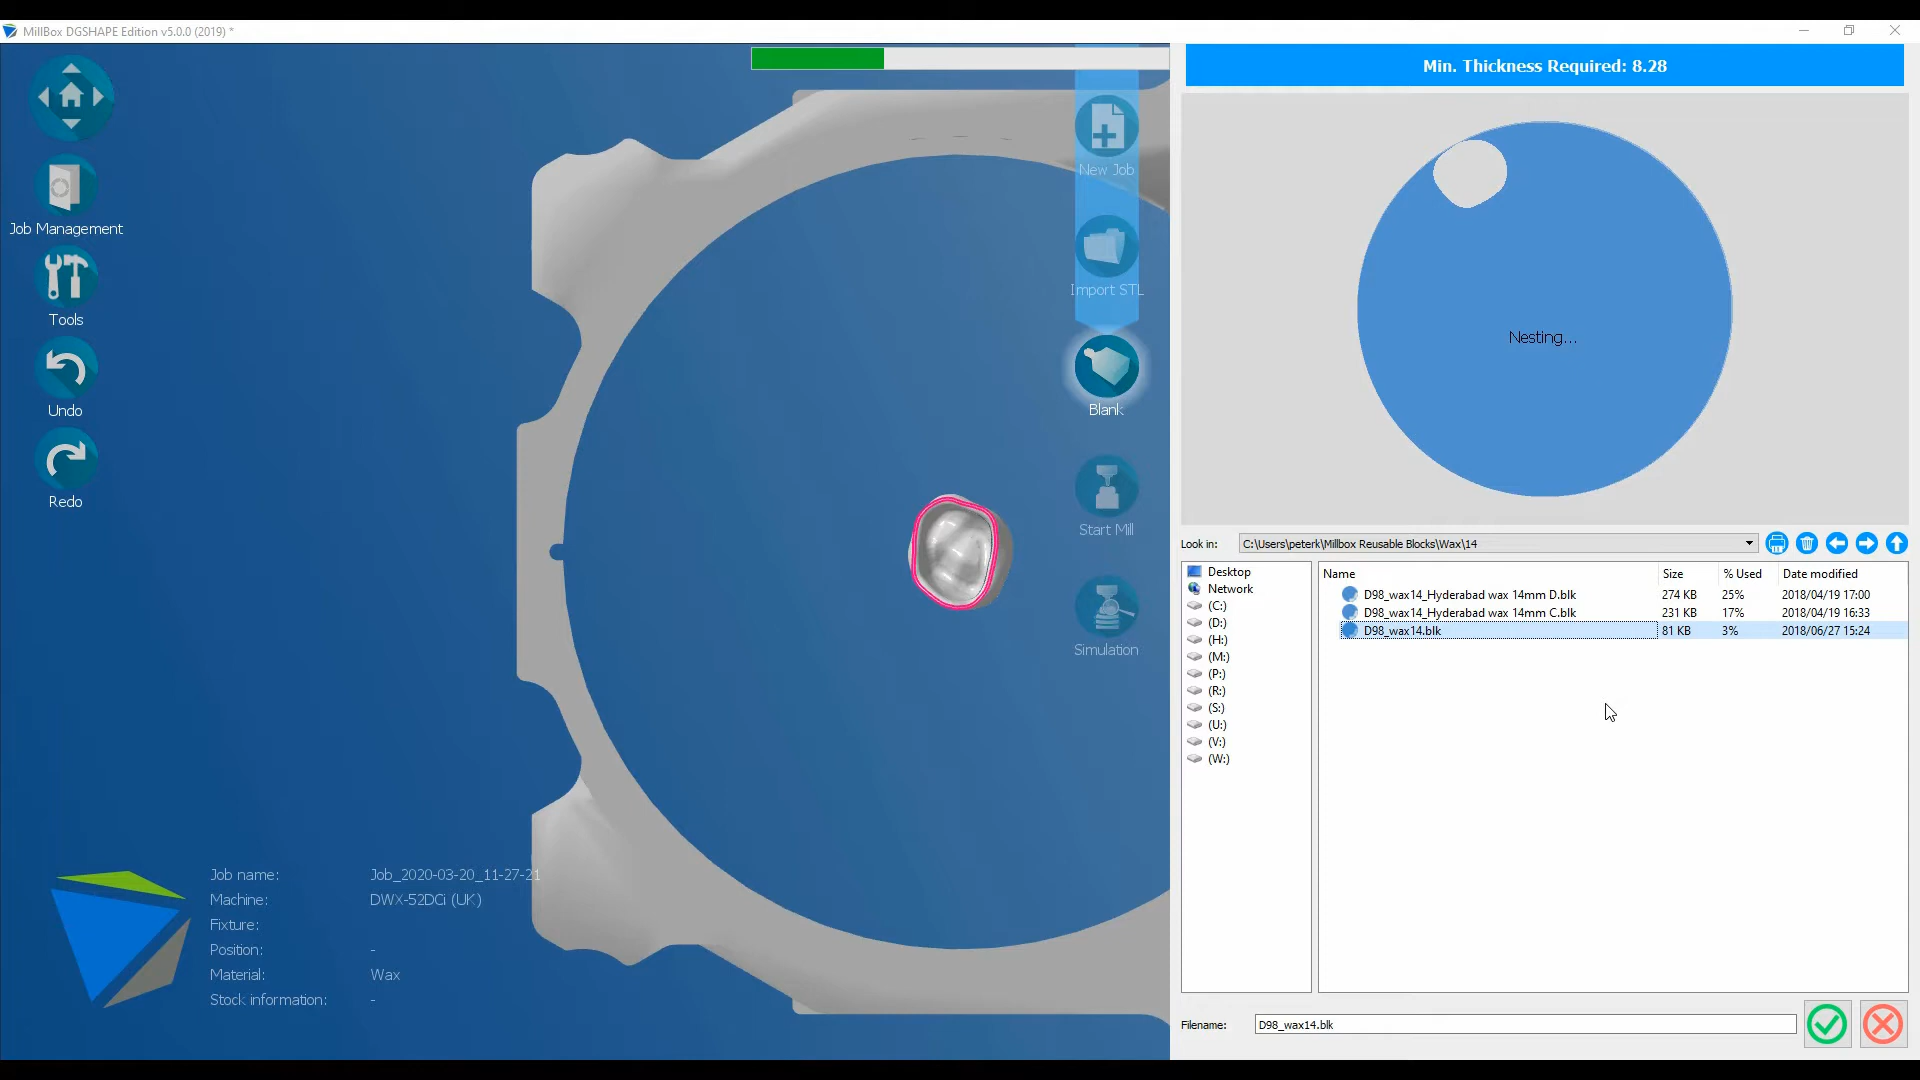 MillBox DGSHAPE Edition v5.0.0 (2019) *
Min. Thickness Required: 8.28
Job Management
Tools
Undo
Redo
New Job
Import STL
Blank
Start Mill
Simulation
Nesting...
Look in: C:\Users\peterk\Millbox Reusable Blocks\Wax\14
Desktop
Network
(C:)
(D:)
(H:)
(M:)
(P:)
(R:)
(S:)
(U:)
(V:)
(W:)
Name Size % Used Date modified
D98_wax14_Hyderabad wax 14mm D.blk 274 KB 25% 2018/04/19 17:00
D98_wax14_Hyderabad wax 14mm C.blk 231 KB 17% 2018/04/19 16:33
D98_wax14.blk 81 KB 3% 2018/06/27 15:24
Job name: Job_2020-03-20_11-27-21
Machine: DWX-52DCi (UK)
Fixture:
Position: -
Material: Wax
Stock information: -
Filename: D98_wax14.blk